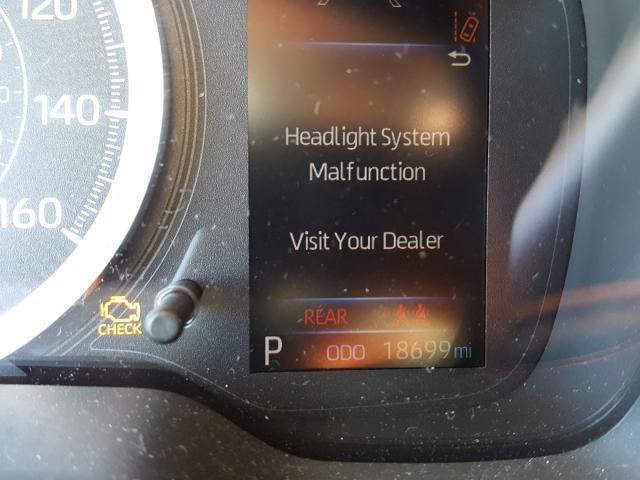 120
140
160
Headlight System
Malfunction
Visit Your Dealer
CHECK
REAR
P ODO 18699 mi